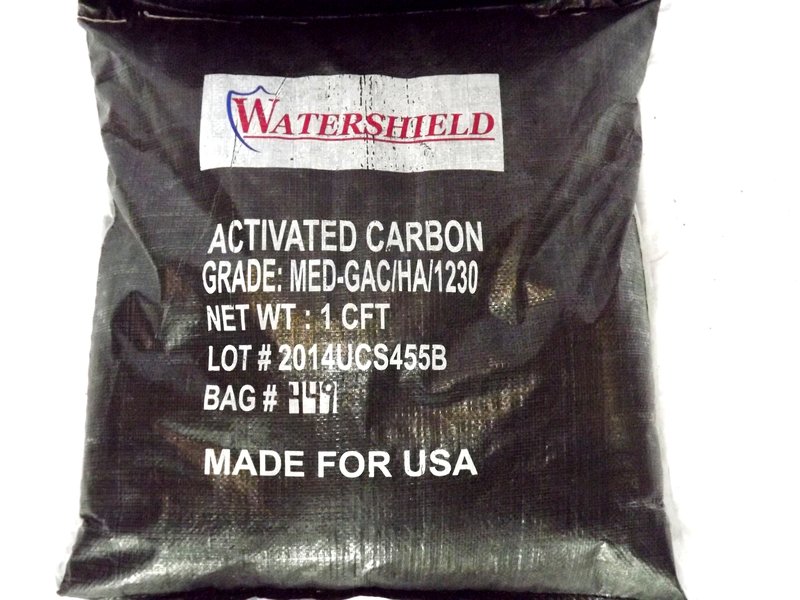 WATERSHIELD
ACTIVATED CARBON
GRADE: MED-GAC/HA/1230
NET WT : 1 CFT
LOT # 2014UCS455B
BAG #
MADE FOR USA